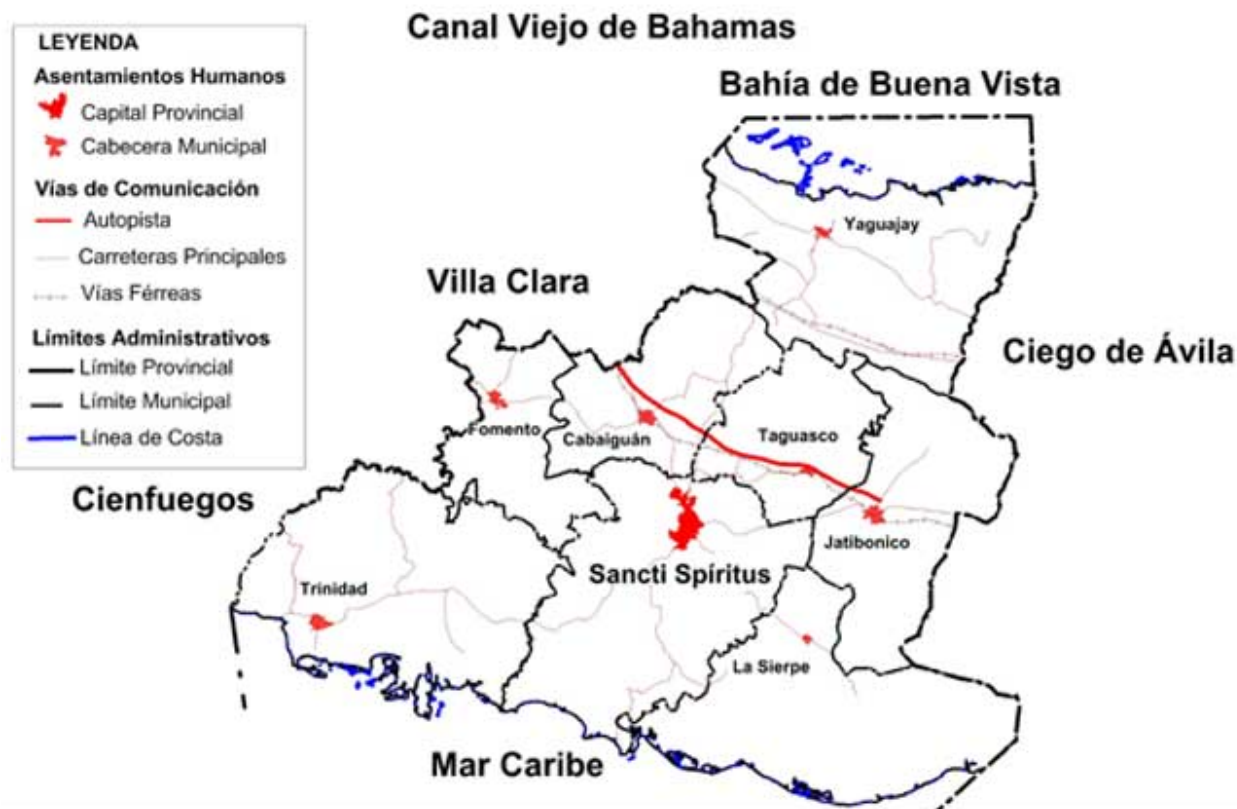 Canal Viejo de Bahamas
LEYENDA
Asentamientos Humanos
Capital Provincial
Cabecera Municipal
Vías de Comunicación
Autopista
Carreteras Principales
Vías Férreas
Límites Administrativos
Límite Provincial
Límite Municipal
Línea de Costa
Bahía de Buena Vista
Yaguajay
Villa Clara
Ciego de Ávila
Fomento
Cabaiguán
Taguasco
Cienfuegos
Jatibonico
Sancti Spíritus
Trinidad
La Sierpe
Mar Caribe